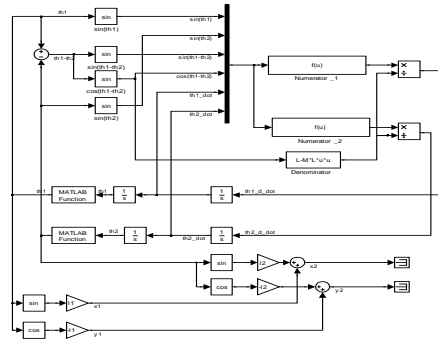 th1
sin
sin(th1)
sin(th1)
sin(th2)
th1-th2
sin
sin(th1-th2)
sin(th1-th2)
cos
cos(th1-th2)
cos(th1-th2)
sin
sin(th2)
th1_dot
th2_dot
f(u)
Numerator _1
f(u)
Numerator _2
L-M*L*u*u
Denominator
×
÷
×
÷
th1
MATLAB
Function
th1
1
s
1
s
th1_d_dot
MATLAB
Function
th2
1
s
th2_dot
1
s
th2_d_dot
sin
l2
x2
cos
-l2
y2
sin
l1
x1
cos
-l1
y1